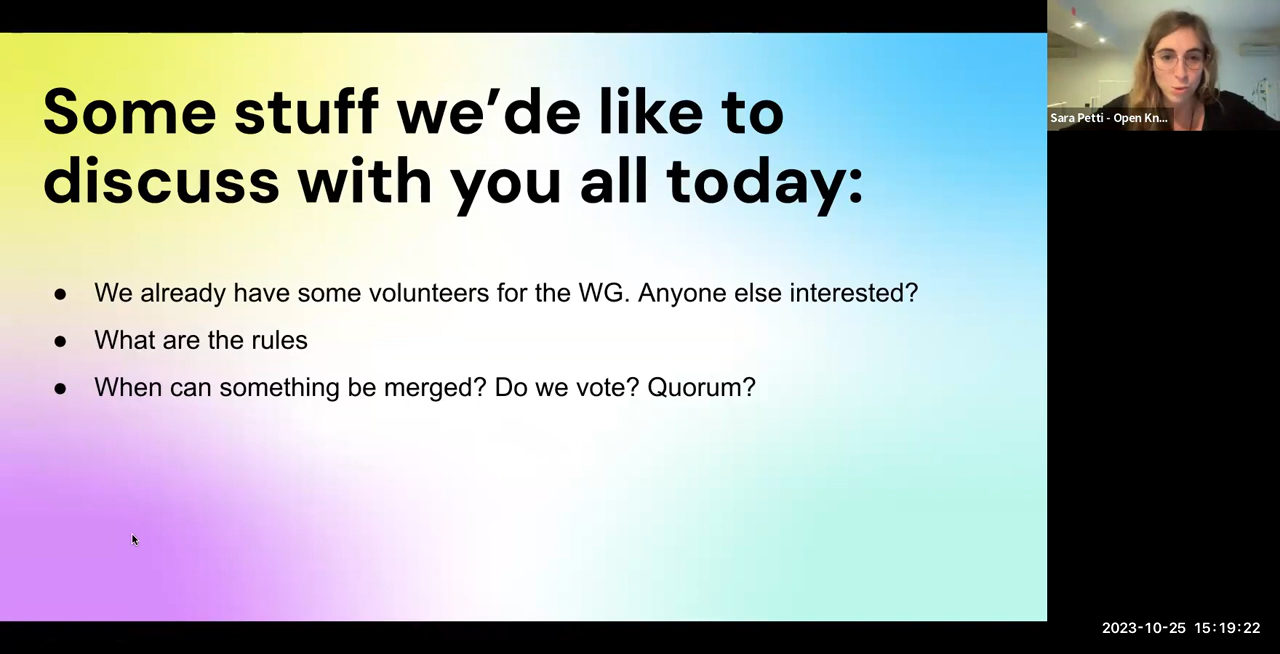 Some stuff we’de like to
discuss with you all today:
● We already have some volunteers for the WG. Anyone else interested?
● What are the rules
● When can something be merged? Do we vote? Quorum?
Sara Petti - Open Kn...
2023-10-25 15:19:22